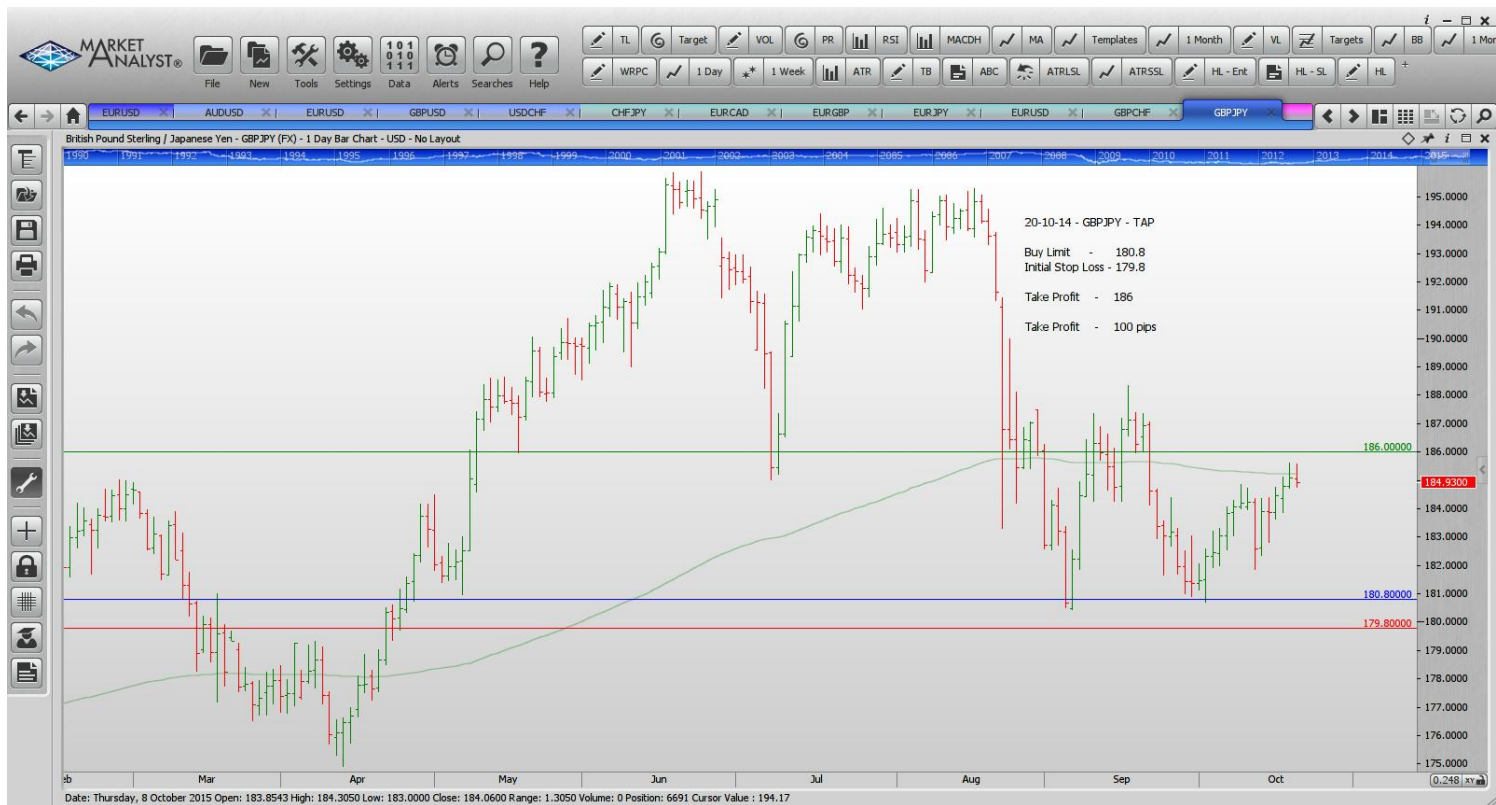 MARKET
ANALYST®
File
New
Tools
Settings
101
010
111
Data
Alerts
Searches
?
Help
TL
Target
VOL
PR
RSI
MACDH
MA
Templates
1 Month
VL
Targets
BB
1 Mor
WRPC
1 Day
1 Week
ATR
TB
ABC
ATRLSL
ATRSSL
HL - Ent
HL - SL
HL
+
EURUSD
AUDUSD
EURUSD
GBPUSD
USDCHF
CHFJPY
EURCAD
EURGBP
EURJPY
EURUSD
GBPCHF
GBPJPY
British Pound Sterling / Japanese Yen - GBPJPY (FX) - 1 Day Bar Chart - USD - No Layout
1990 1991 1992 1993 1994 1995 1996 1997 1998 1999 2000 2001 2002 2003 2004 2005 2006 2007 2008 2009 2010 2011 2012 2013 2014 2015
20-10-14 - GBPJPY - TAP
Buy Limit - 180.8
Initial Stop Loss - 179.8
Take Profit - 186
Take Profit - 100 pips
195.0000
194.0000
193.0000
192.0000
191.0000
190.0000
189.0000
188.0000
187.0000
186.00000
186.0000
184.9300
184.0000
183.0000
182.0000
180.80000
181.0000
179.80000
180.0000
179.0000
178.0000
177.0000
176.0000
175.0000
eb Mar Apr May Jun Jul Aug Sep Oct
0.248 XY
Date: Thursday, 8 October 2015 Open: 183.8543 High: 184.3050 Low: 183.0000 Close: 184.0600 Range: 1.3050 Volume: 0 Position: 6691 Cursor Value : 194.17